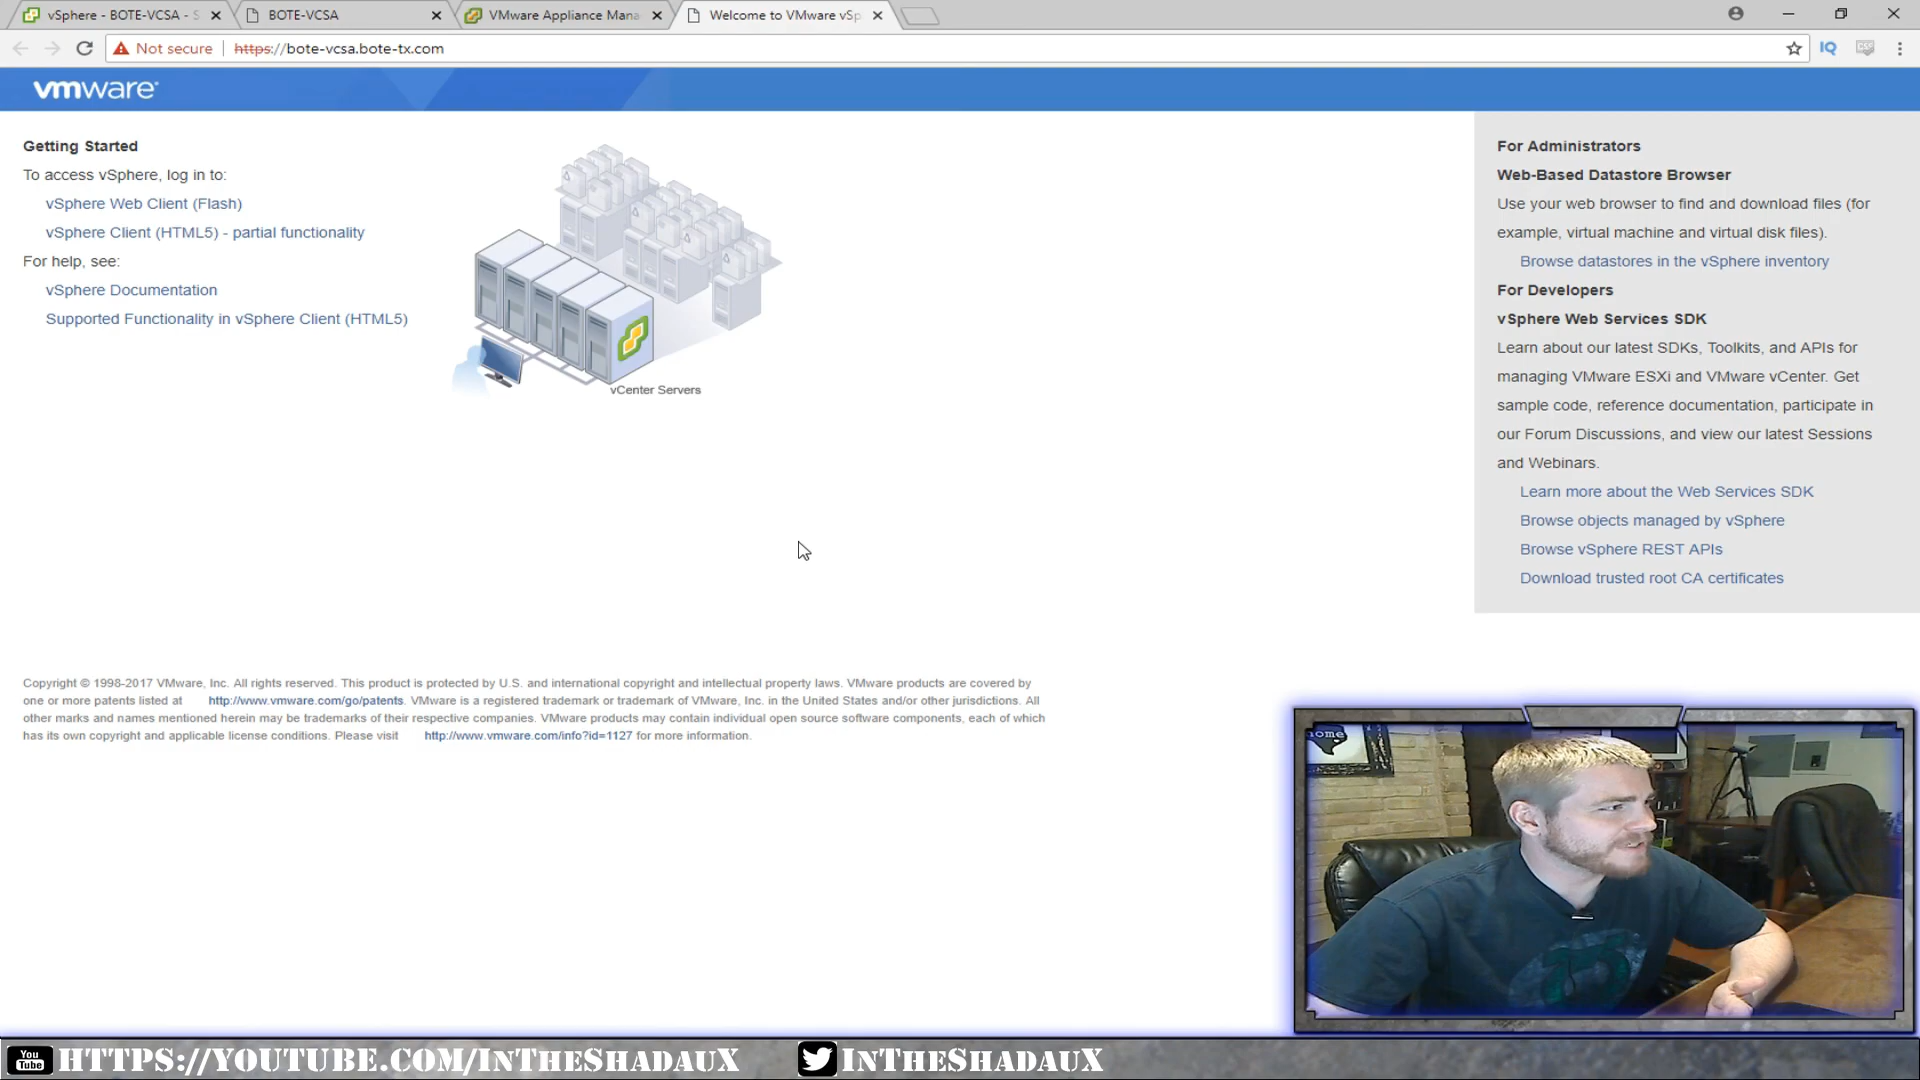 vSphere - BOTE-VCSA - S
BOTE-VCSA
VMware Appliance Mana
Welcome to VMware vSp
Not secure
https://bote-vcsa.bote-tx.com
IQ
vmware
Getting Started
To access vSphere, log in to:
vSphere Web Client (Flash)
vSphere Client (HTML5) - partial functionality
For help, see:
vSphere Documentation
Supported Functionality in vSphere Client (HTML5)
vCenter Servers
For Administrators
Web-Based Datastore Browser
Use your web browser to find and download files (for
example, virtual machine and virtual disk files).
Browse datastores in the vSphere inventory
For Developers
vSphere Web Services SDK
Learn about our latest SDKs, Toolkits, and APIs for
managing VMware ESXi and VMware vCenter. Get
sample code, reference documentation, participate in
our Forum Discussions, and view our latest Sessions
and Webinars.
Learn more about the Web Services SDK
Browse objects managed by vSphere
Browse vSphere REST APIs
Download trusted root CA certificates
Copyright © 1998-2017 VMware, Inc. All rights reserved. This product is protected by U.S. and international copyright and intellectual property laws. VMware products are covered by
one or more patents listed at http://www.vmware.com/go/patents. VMware is a registered trademark or trademark of VMware, Inc. in the United States and/or other jurisdictions. All
other marks and names mentioned herein may be trademarks of their respective companies. VMware products may contain individual open source software components, each of which
has its own copyright and applicable license conditions. Please visit http://www.vmware.com/info?id=1127 for more information.
home
You
Tube
HTTPS://YOUTUBE.COM/INTHESHADAUX
INTHESHADAUX